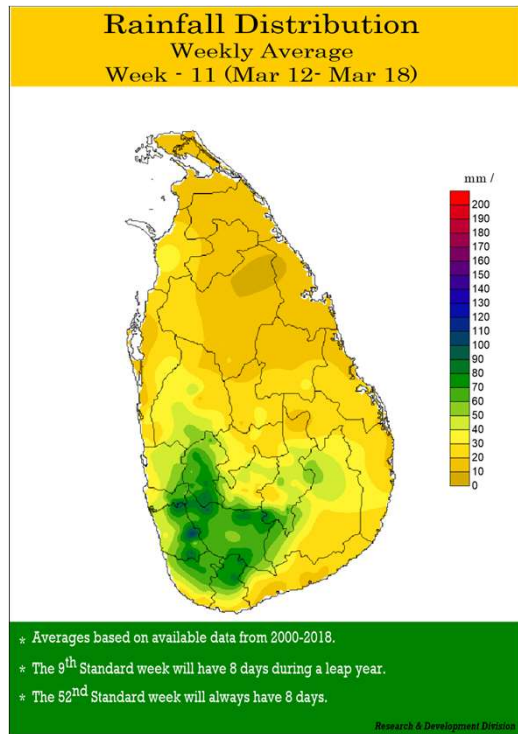 Rainfall Distribution
Weekly Average
Week - 11 (Mar 12- Mar 18)
mm /
200
190
180
170
160
150
140
130
120
110
100
90
80
70
60
50
40
30
20
10
0
* Averages based on available data from 2000-2018.
* The 9th Standard week will have 8 days during a leap year.
* The 52nd Standard week will always have 8 days.
Research & Development Division